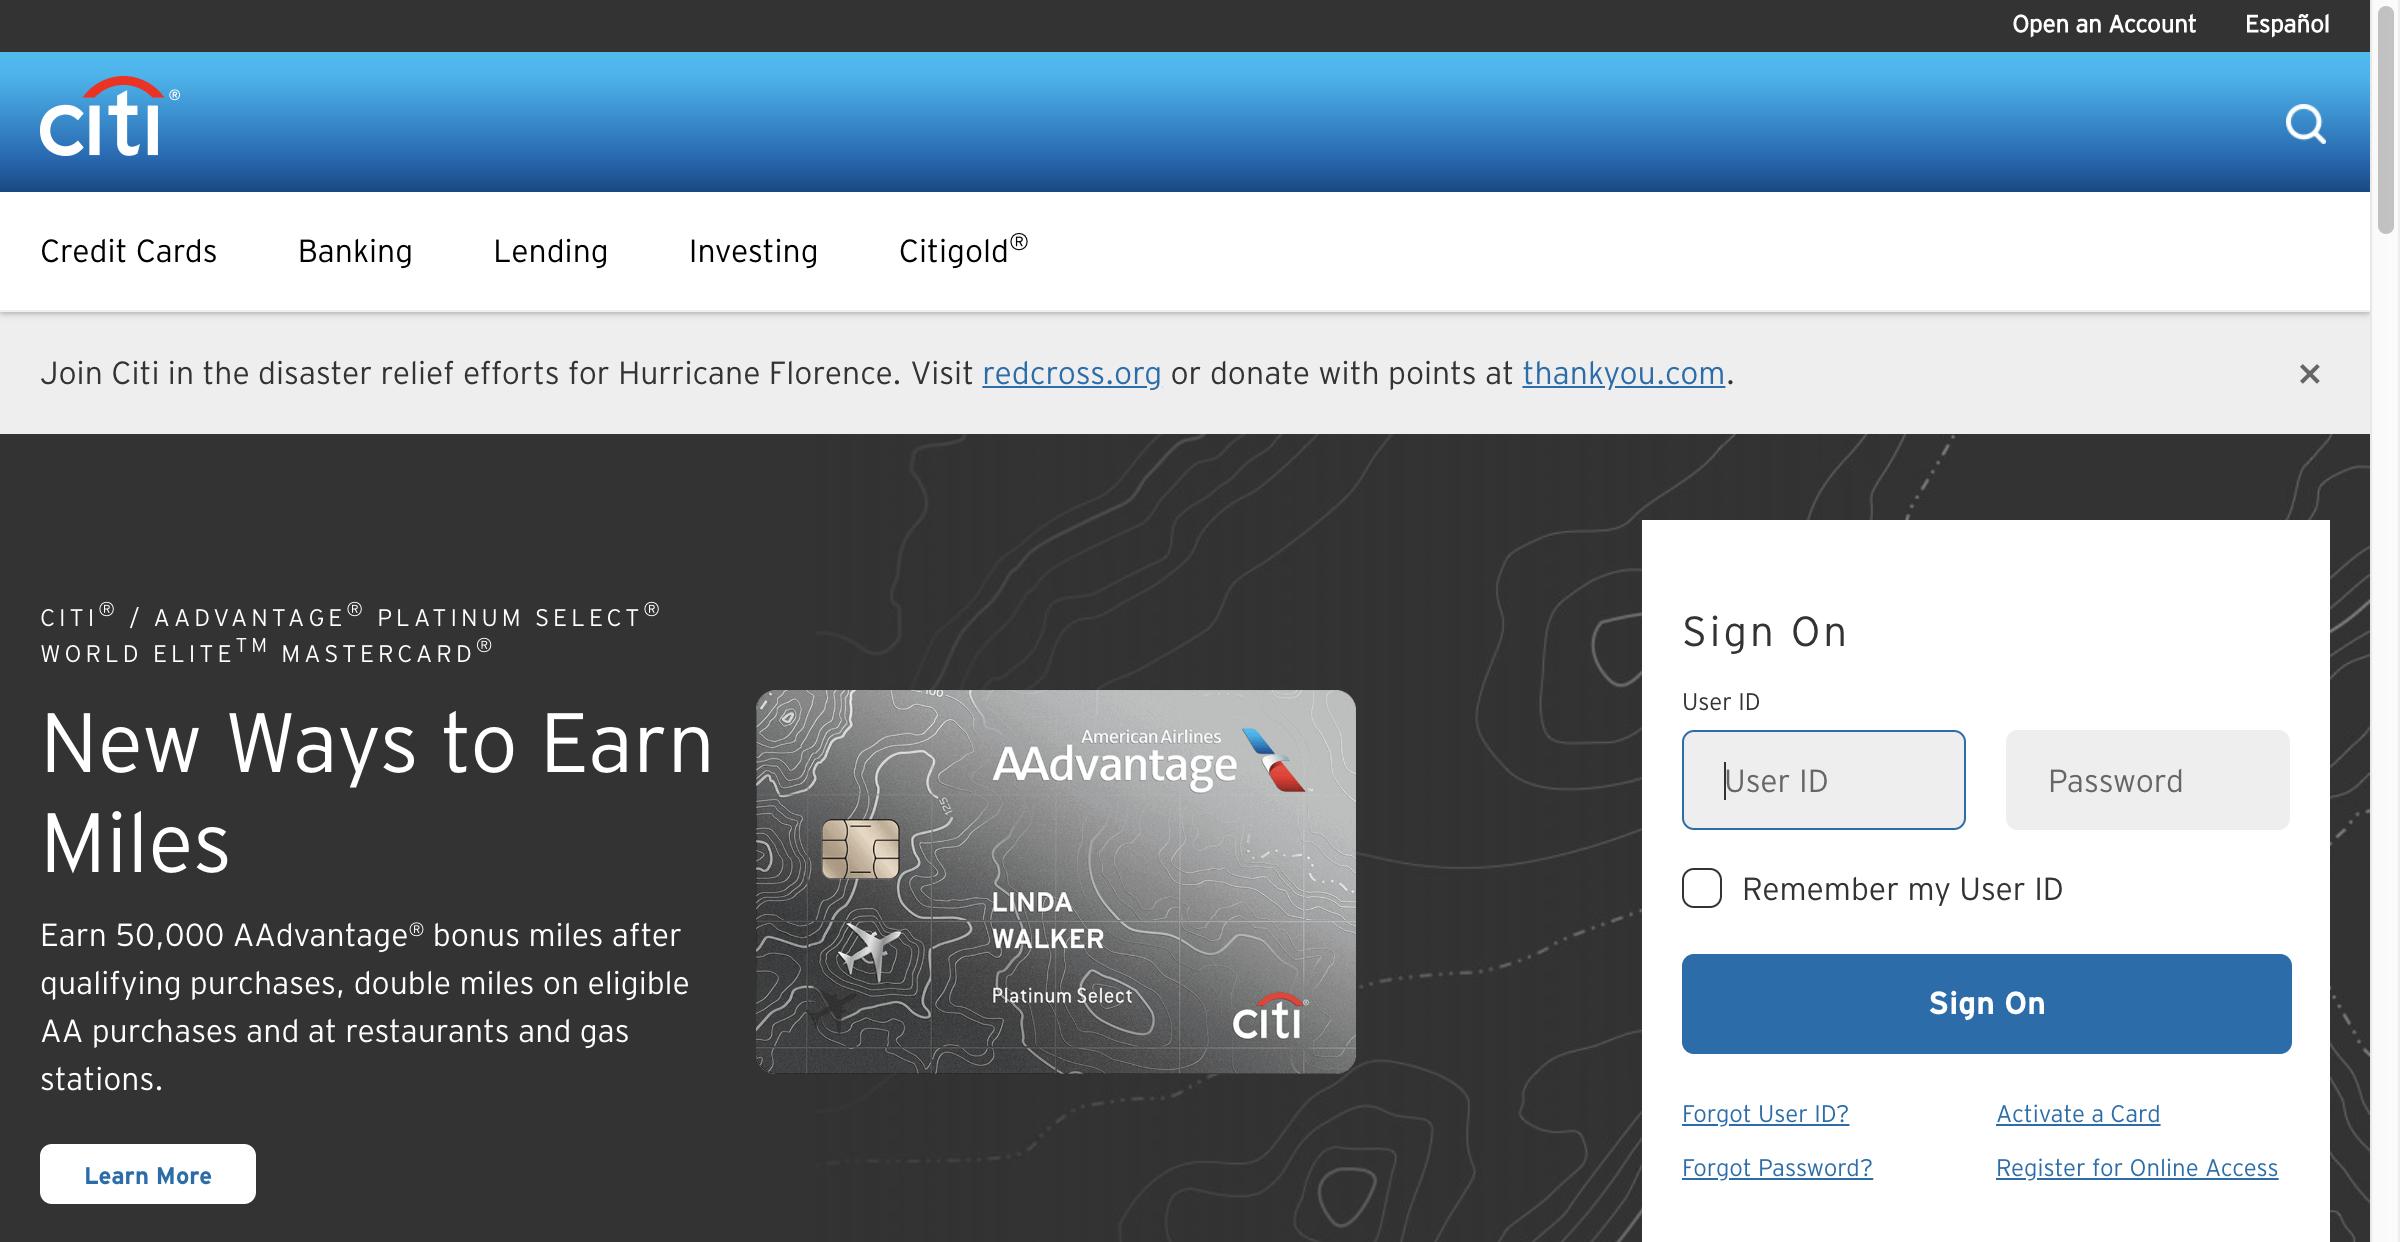 Open an Account
Español
citi®
Credit Cards
Banking
Lending
Investing
Citigold®
Join Citi in the disaster relief efforts for Hurricane Florence. Visit redcross.org or donate with points at thankyou.com.
×
CITI® / AADVANTAGE® PLATINUM SELECT®
WORLD ELITE™ MASTERCARD®
New Ways to Earn
Miles
Earn 50,000 AAdvantage® bonus miles after
qualifying purchases, double miles on eligible
AA purchases and at restaurants and gas
stations.
Learn More
100
American Airlines
AAdvantage
125
LINDA
WALKER
Platinum Select
citi®
Sign On
User ID
User ID
Password
Remember my User ID
Sign On
Forgot User ID?
Activate a Card
Forgot Password?
Register for Online Access